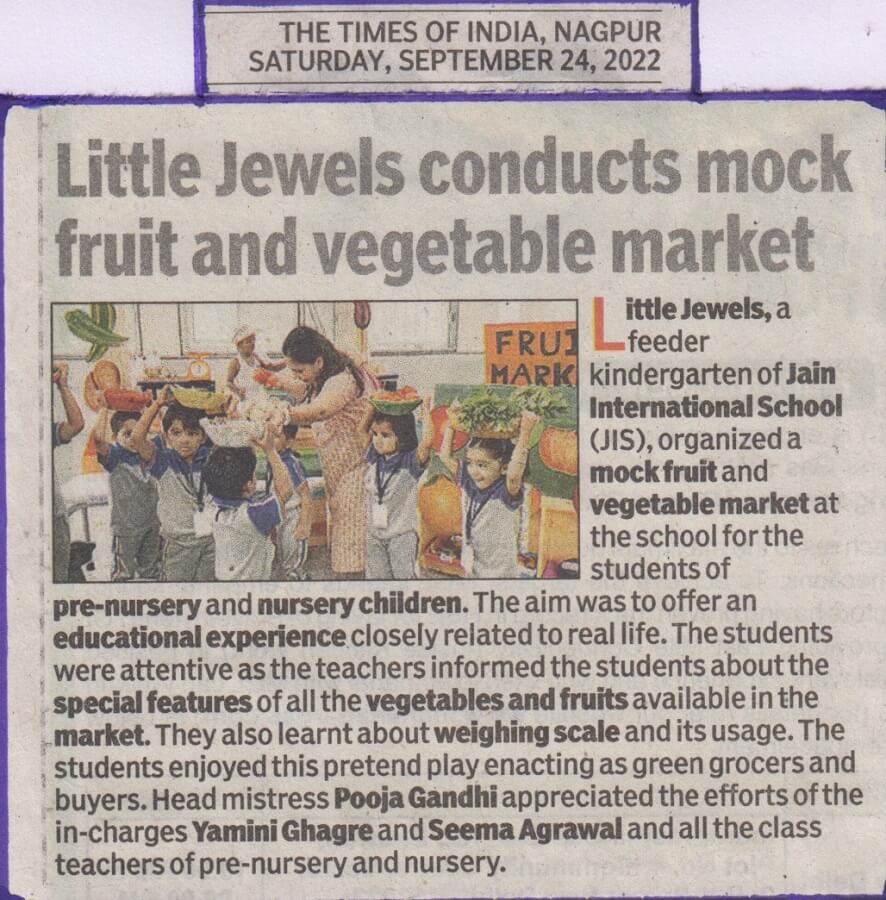 THE TIMES OF INDIA, NAGPUR
SATURDAY, SEPTEMBER 24, 2022
Little Jewels conducts mock
fruit and vegetable market
FRUI
MARK
Little Jewels, a
feeder
kindergarten of Jain
International School
(JIS), organized a
mock fruit and
vegetable market at
the school for the
students of
pre-nursery and nursery children. The aim was to offer an
educational experience closely related to real life. The students
were attentive as the teachers informed the students about the
special features of all the vegetables and fruits available in the
market. They also learnt about weighing scale and its usage. The
students enjoyed this pretend play enacting as green grocers and
buyers. Head mistress Pooja Gandhi appreciated the efforts of the
in-charges Yamini Ghagre and Seema Agrawal and all the class
teachers of pre-nursery and nursery.